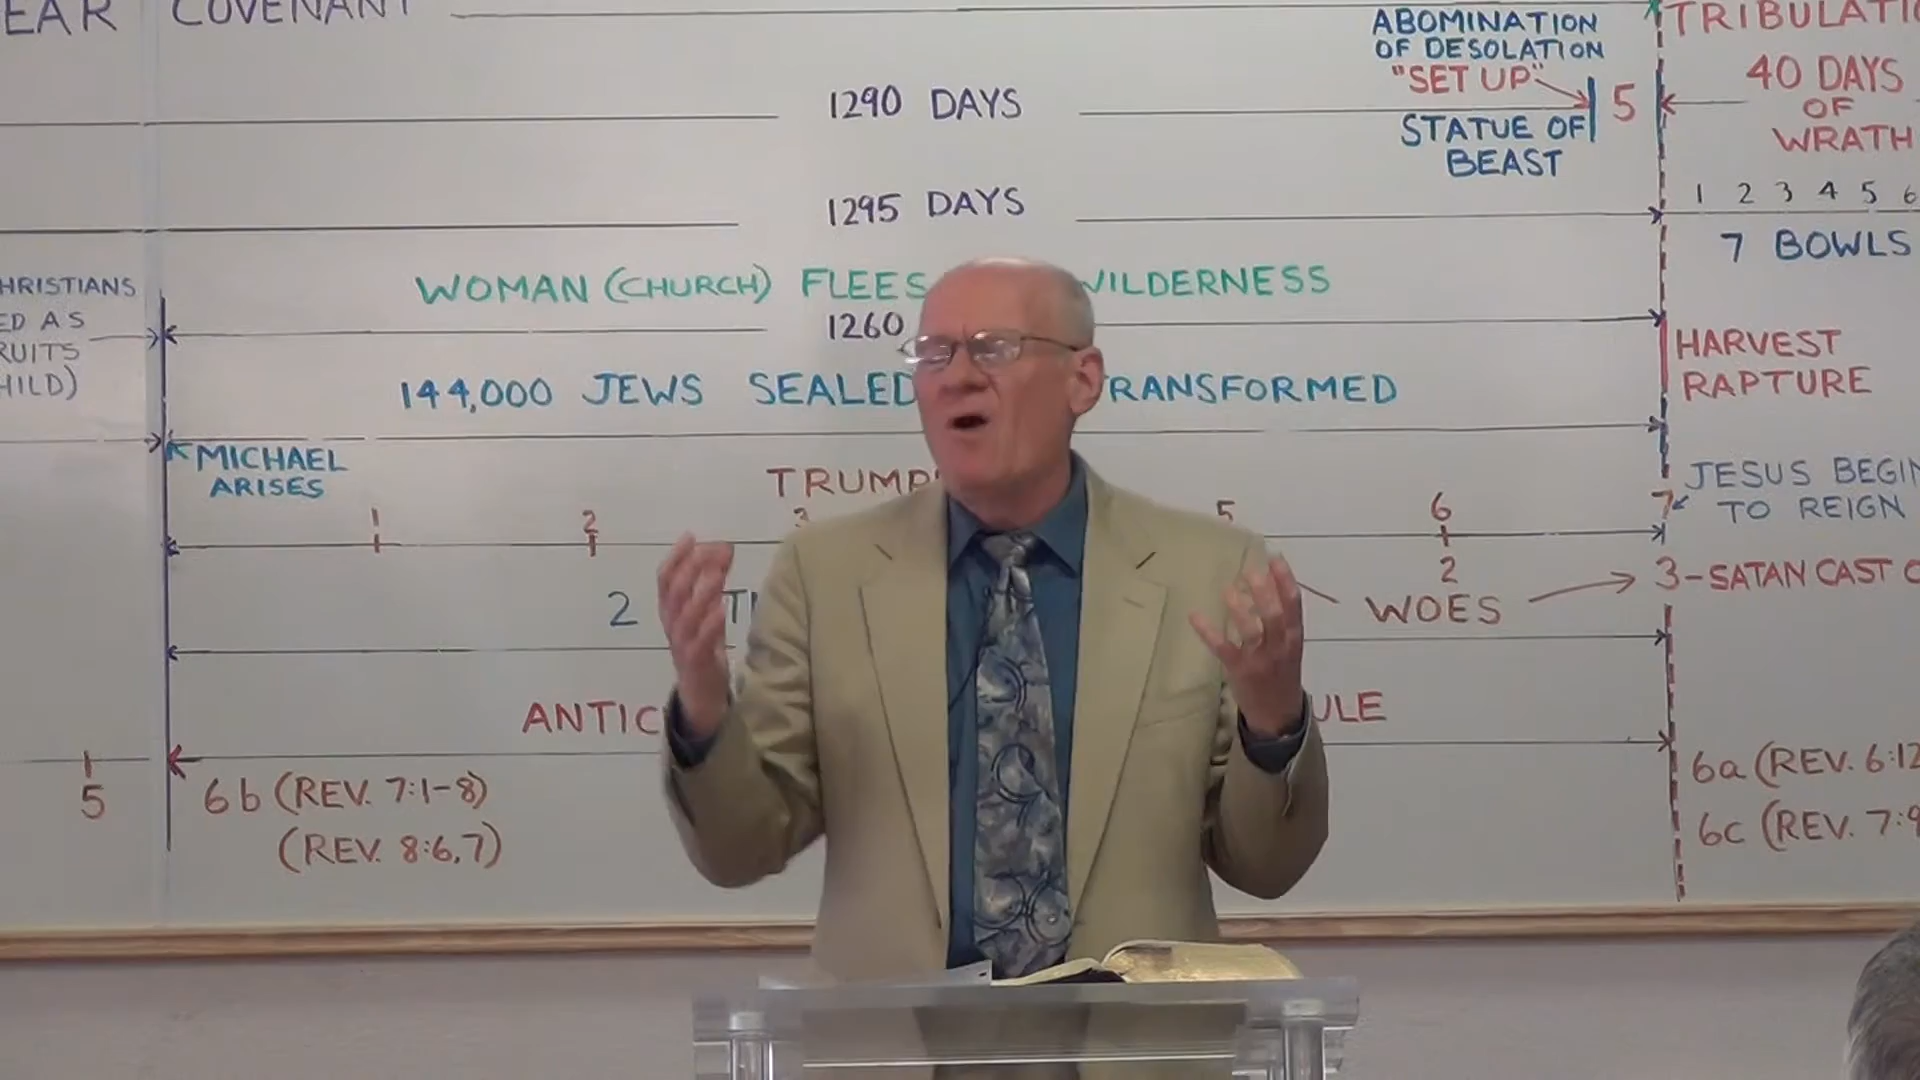 EAR COVENANT
ABOMINATION
OF DESOLATION
"SET UP"
STATUE OF
BEAST
5
TRIBULATI
40 DAYS
OF
WRATH
1290 DAYS
1295 DAYS
1 2 3 4 5 6
7 BOWLS
HRISTIANS
ED AS
RUITS
HILD)
WOMAN (CHURCH) FLEES WILDERNESS
1260
HARVEST
RAPTURE
144,000 JEWS SEALED TRANSFORMED
MICHAEL
ARISES
TRUMP
1 2 3 5 6 7
JESUS BEGIN
TO REIGN
2 WOES 3-SATAN CAST O
2 TI
ANTIC ULE
5
6b (REV. 7:1-8)
(REV. 8:6,7)
6a (REV. 6:12
6c (REV. 7:9